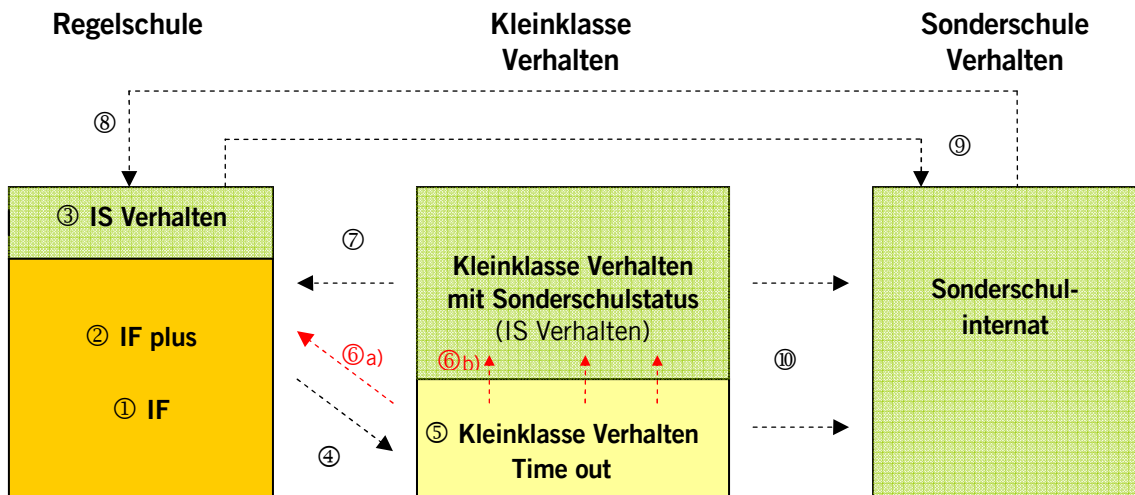 Regelschule
Kleinklasse
Verhalten
Sonderschule
Verhalten
⑧
⑨
③ IS Verhalten
⑦
Kleinklasse Verhalten
mit Sonderschulstatus
(IS Verhalten)
Sonderschul-
internat
② IF plus
⑥a)
⑥b)
⑩
① IF
④
⑤ Kleinklasse Verhalten
Time out